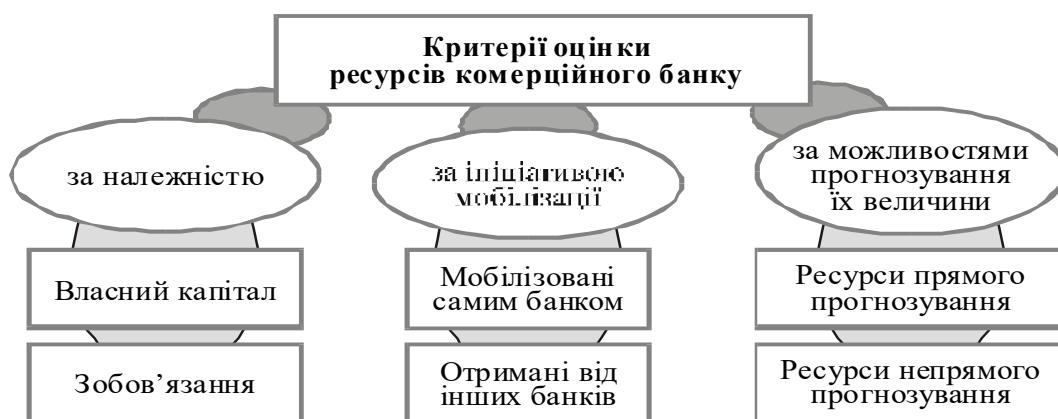 Критерії оцінки
ресурсів комерційного банку
за належністю
за ініціативою
мобілізації
за можливостями
прогнозування
їх величини
Власний капітал
Мобілізовані
самим банком
Ресурси прямого
прогнозування
Зобов’язання
Отримані від
інших банків
Ресурси непрямого
прогнозування